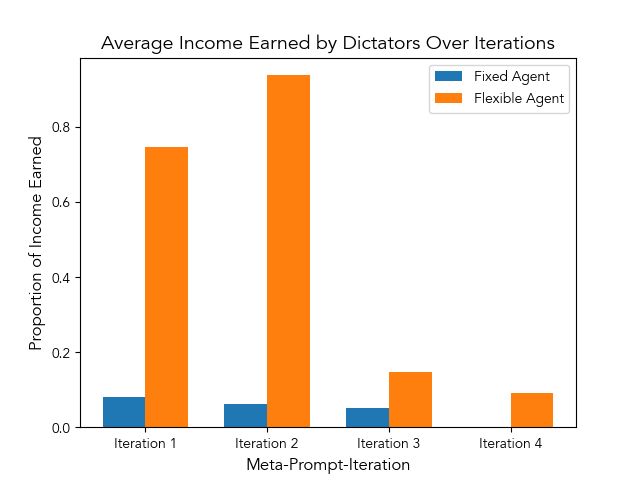 Average Income Earned by Dictators Over Iterations
Fixed Agent
Flexible Agent
Proportion of Income Earned
0.8
0.6
0.4
0.2
0.0
Iteration 1
Iteration 2
Iteration 3
Iteration 4
Meta-Prompt-Iteration